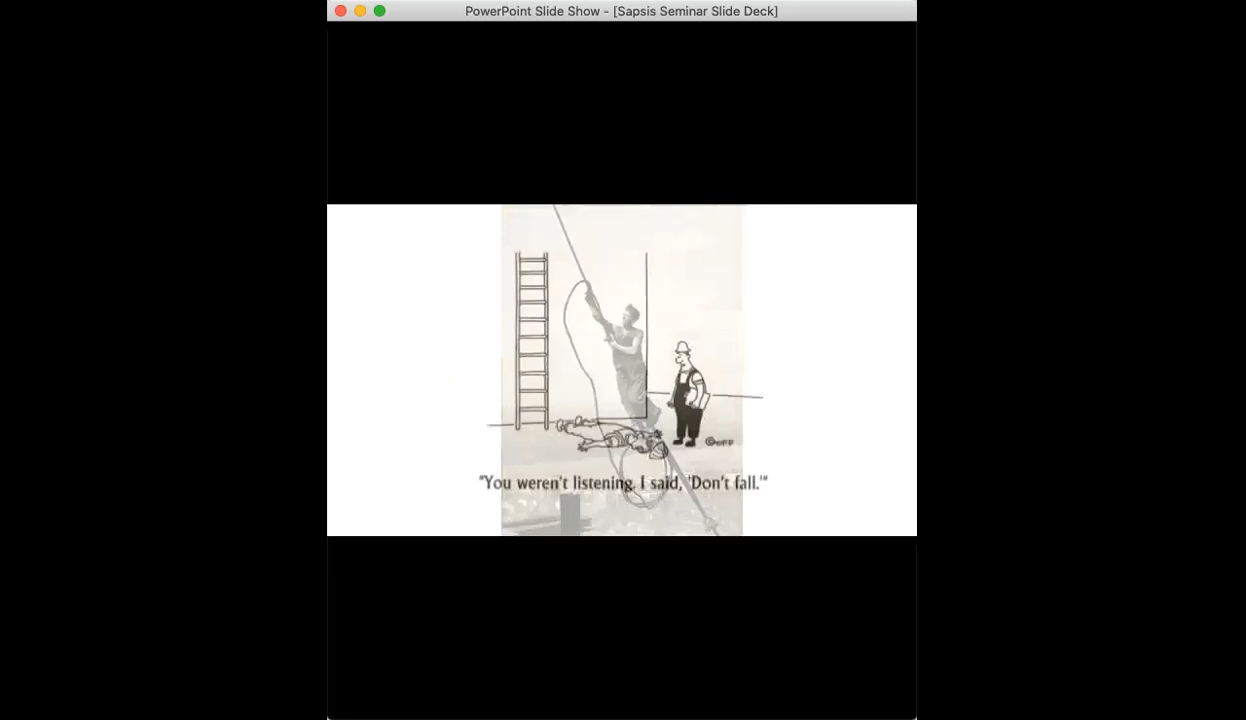 PowerPoint Slide Show - [Sapsis Seminar Slide Deck]
"You weren't listening. I said, 'Don't fall.'"